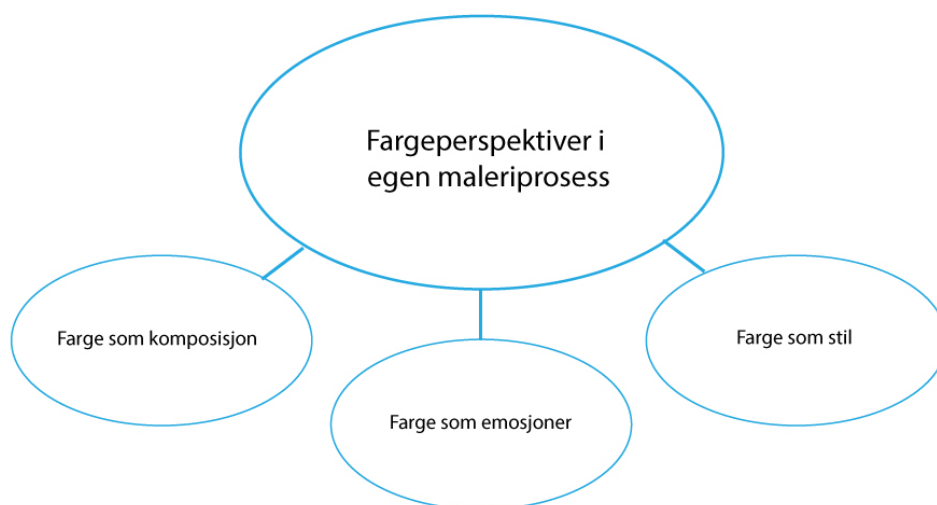 Fargeperspektiver i
egen maleriprosess
Farge som komposisjon
Farge som emosjoner
Farge som stil